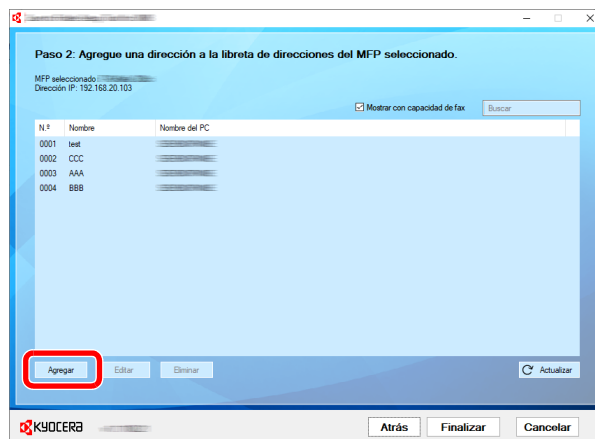 Paso 2: Agregue una dirección a la libreta de direcciones del MFP seleccionado.
MFP seleccionado
Dirección IP: 192.168.20.103
Mostrar con capacidad de fax Buscar
N.º Nombre Nombre del PC
0001 test
0002 CCC
0003 AAA
0004 BBB
Agregar Editar Eliminar Actualizar
KYOCERA Atrás Finalizar Cancelar